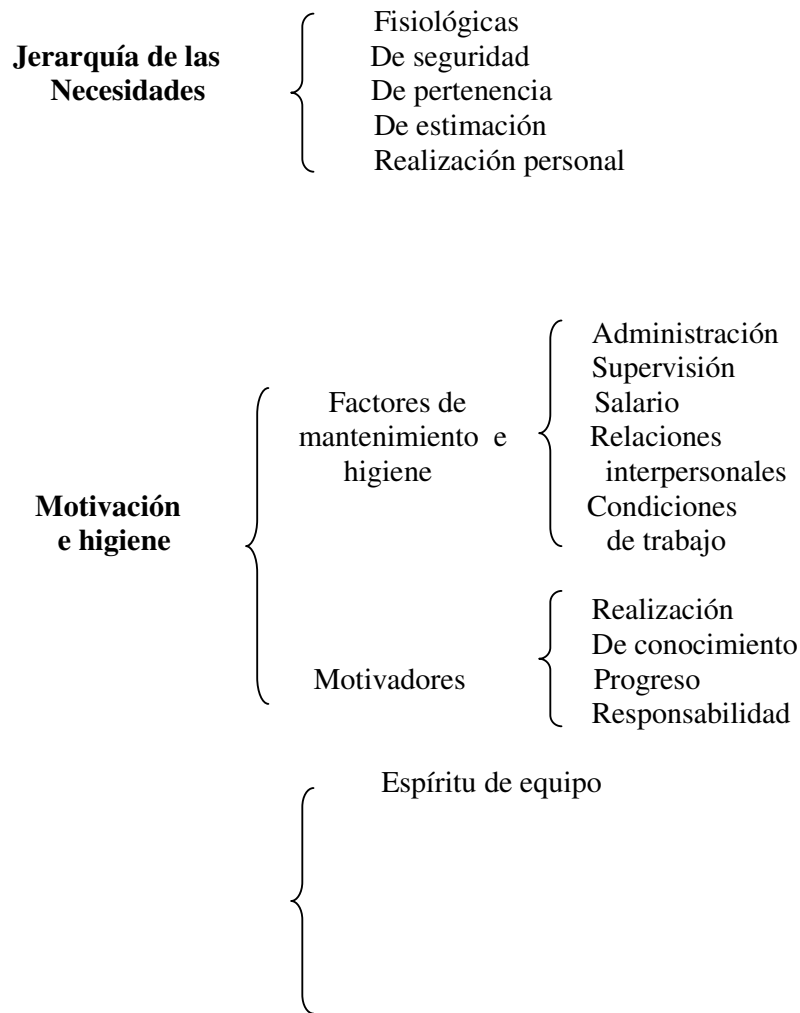 Fisiológicas
Jerarquía de las
De seguridad
Necesidades
De pertenencia
De estimación
Realización personal
Motivación
e higiene
Factores de
mantenimiento e
higiene
Administración
Supervisión
Salario
Relaciones
interpersonales
Condiciones
de trabajo
Motivadores
Realización
De conocimiento
Progreso
Responsabilidad
Espíritu de equipo